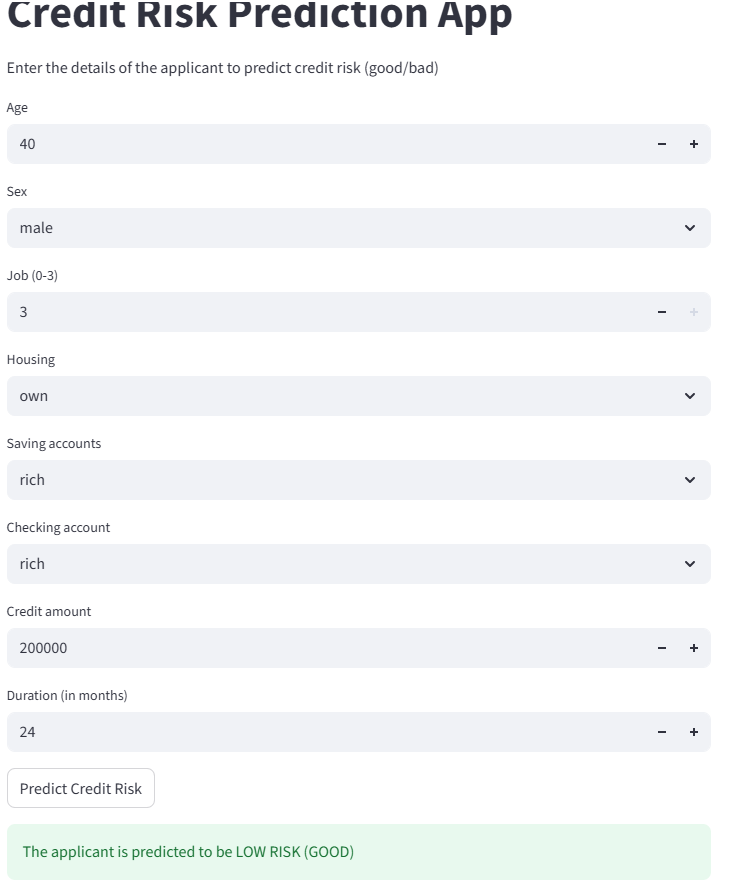 Credit Risk Prediction App
Enter the details of the applicant to predict credit risk (good/bad)
Age
40
Sex
male
Job (0-3)
3
Housing
own
Saving accounts
rich
Checking account
rich
Credit amount
200000
Duration (in months)
24
Predict Credit Risk
The applicant is predicted to be LOW RISK (GOOD)